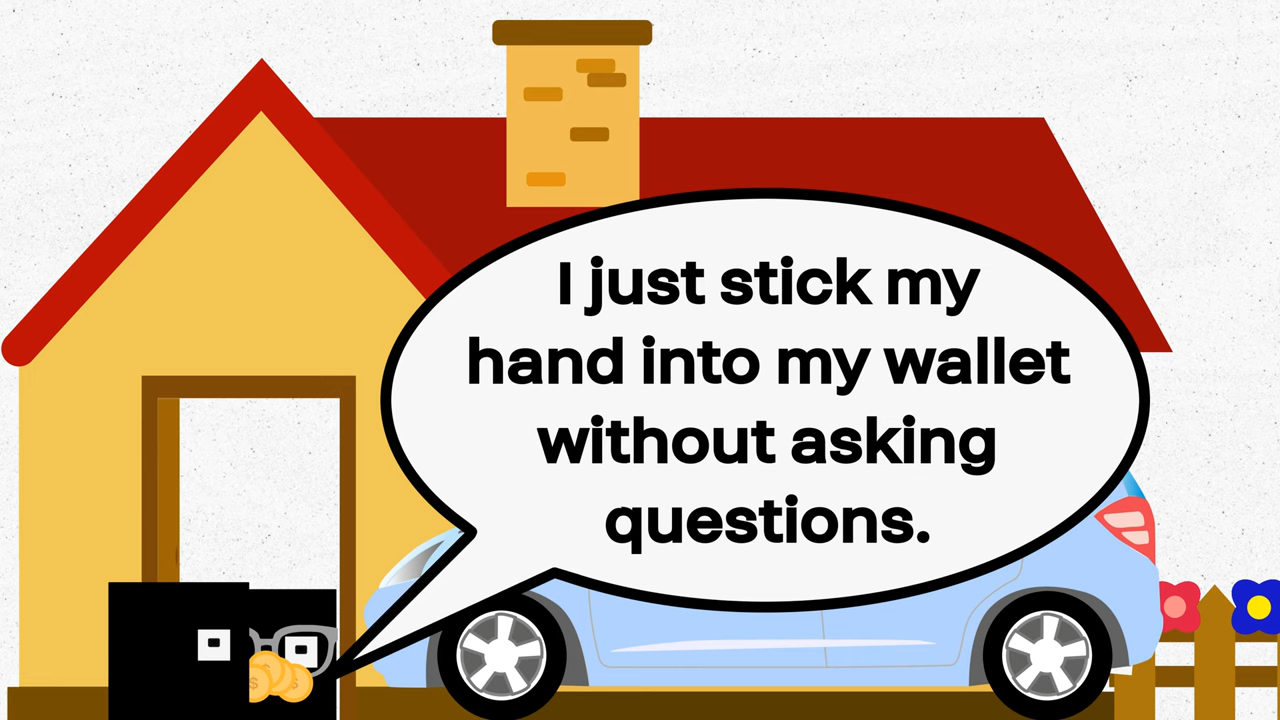 I just stick my
hand into my wallet
without asking
questions.
$
$